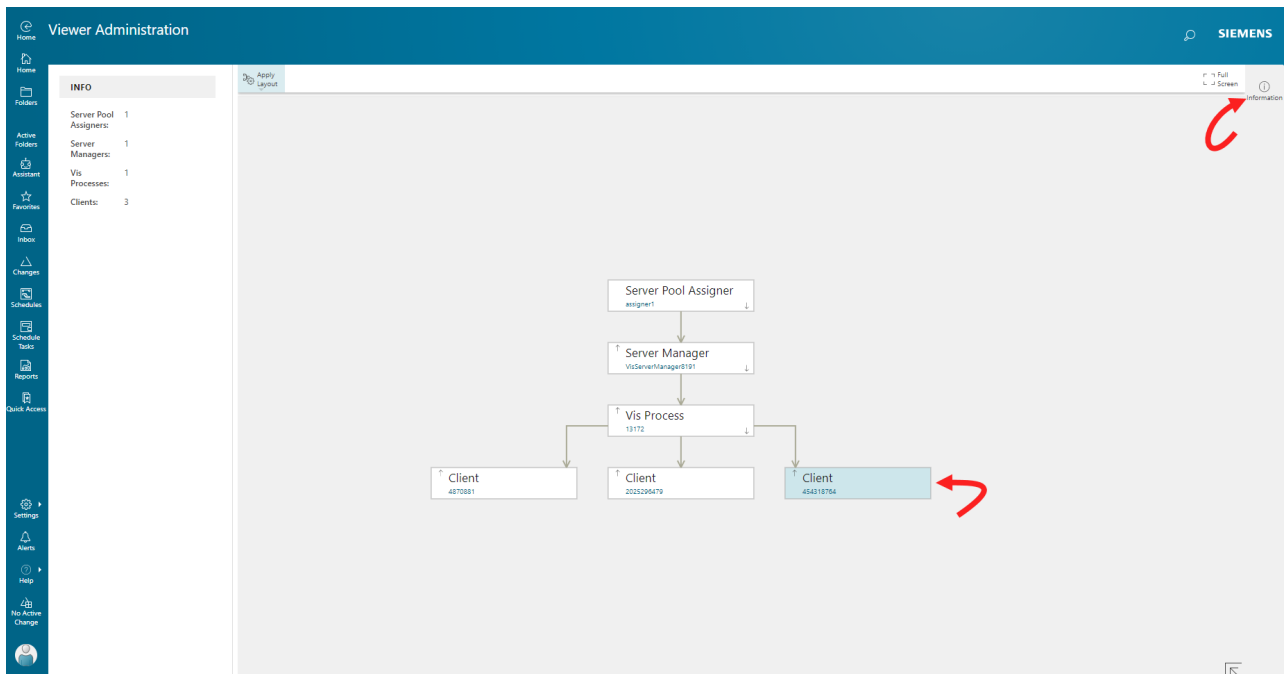 Home
Viewer Administration
SIEMENS
Home
Folders
Active
Folders
Assistant
Favorites
Inbox
Changes
Schedules
Schedule
Tasks
Reports
Quick Access
Settings
Alerts
Help
No Active
Change
INFO
Server Pool 1
Assigners:
Server 1
Managers:
Vis 1
Processes:
Clients: 3
Apply
Layout
Full
Screen
Information
Server Pool Assigner
assigner1
Server Manager
VisServerManager8191
Vis Process
13172
Client
4870881
Client
2025296479
Client
454318764